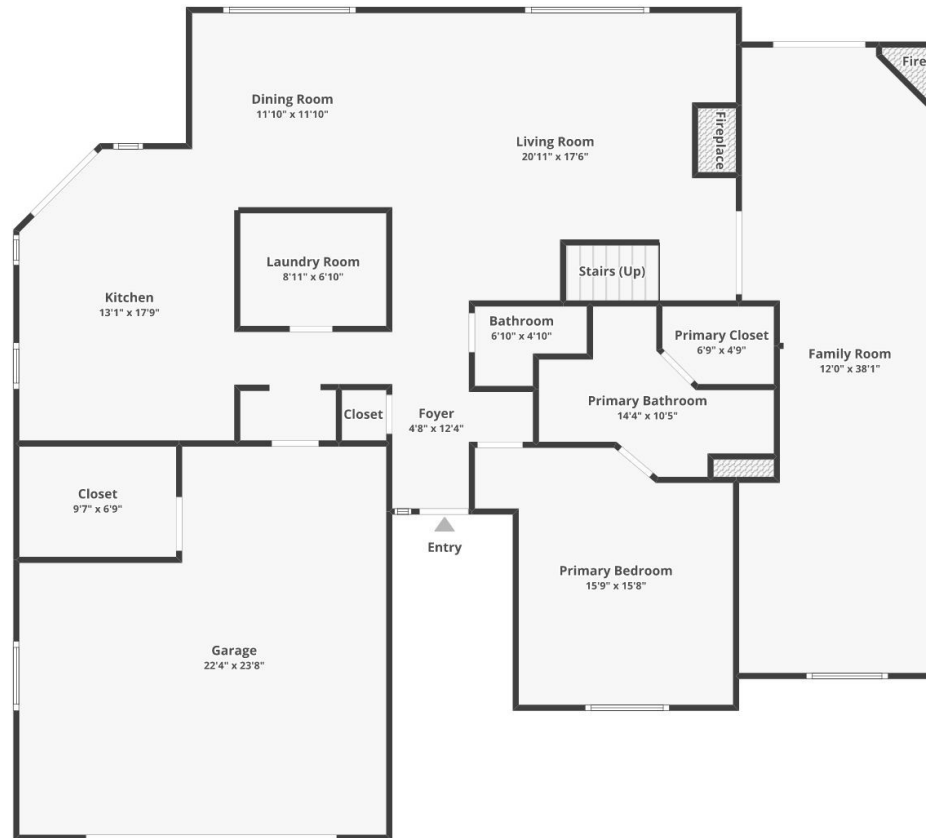 Fire
Dining Room
11'10" x 11'10"
Fireplace
Living Room
20'11" x 17'6"
Laundry Room
8'11" x 6'10"
Stairs (Up)
Kitchen
13'1" x 17'9"
Bathroom
6'10" x 4'10"
Primary Closet
6'9" x 4'9"
Family Room
12'0" x 38'1"
Primary Bathroom
14'4" x 10'5"
Closet
Foyer
4'8" x 12'4"
Closet
9'7" x 6'9"
Entry
Primary Bedroom
15'9" x 15'8"
Garage
22'4" x 23'8"